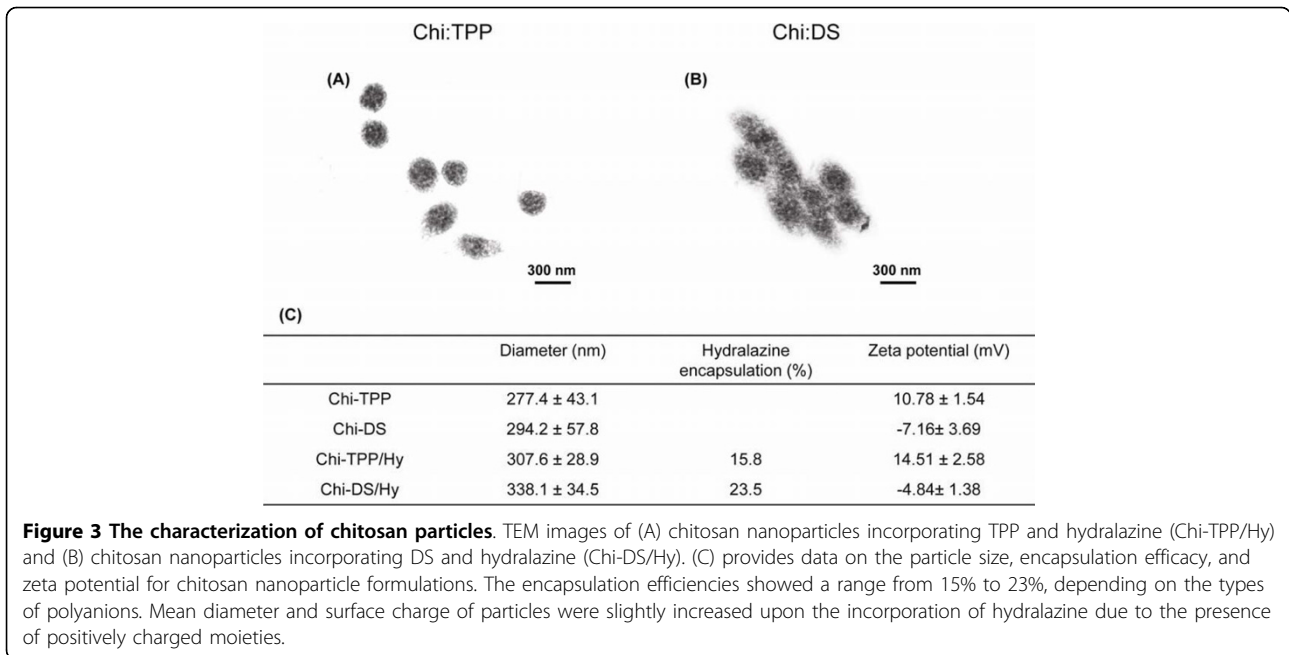 Chi:TPP Chi:DS
(A) (B)
300 nm 300 nm
(C)
Diameter (nm) Hydralazine encapsulation (%) Zeta potential (mV)
Chi-TPP 277.4 ± 43.1 10.78 ± 1.54
Chi-DS 294.2 ± 57.8 -7.16± 3.69
Chi-TPP/Hy 307.6 ± 28.9 15.8 14.51 ± 2.58
Chi-DS/Hy 338.1 ± 34.5 23.5 -4.84± 1.38
Figure 3 The characterization of chitosan particles. TEM images of (A) chitosan nanoparticles incorporating TPP and hydralazine (Chi-TPP/Hy)
and (B) chitosan nanoparticles incorporating DS and hydralazine (Chi-DS/Hy). (C) provides data on the particle size, encapsulation efficacy, and
zeta potential for chitosan nanoparticle formulations. The encapsulation efficiencies showed a range from 15% to 23%, depending on the types
of polyanions. Mean diameter and surface charge of particles were slightly increased upon the incorporation of hydralazine due to the presence
of positively charged moieties.